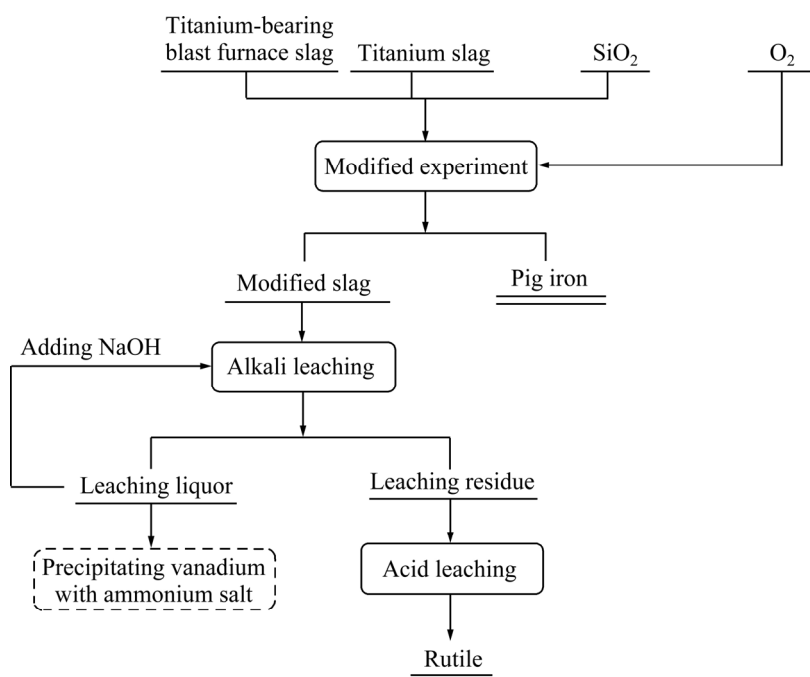 Titanium-bearing
blast furnace slag
Titanium slag
SiO₂
O₂
Modified experiment
Modified slag
Pig iron
Adding NaOH
Alkali leaching
Leaching liquor
Leaching residue
Precipitating vanadium
with ammonium salt
Acid leaching
Rutile